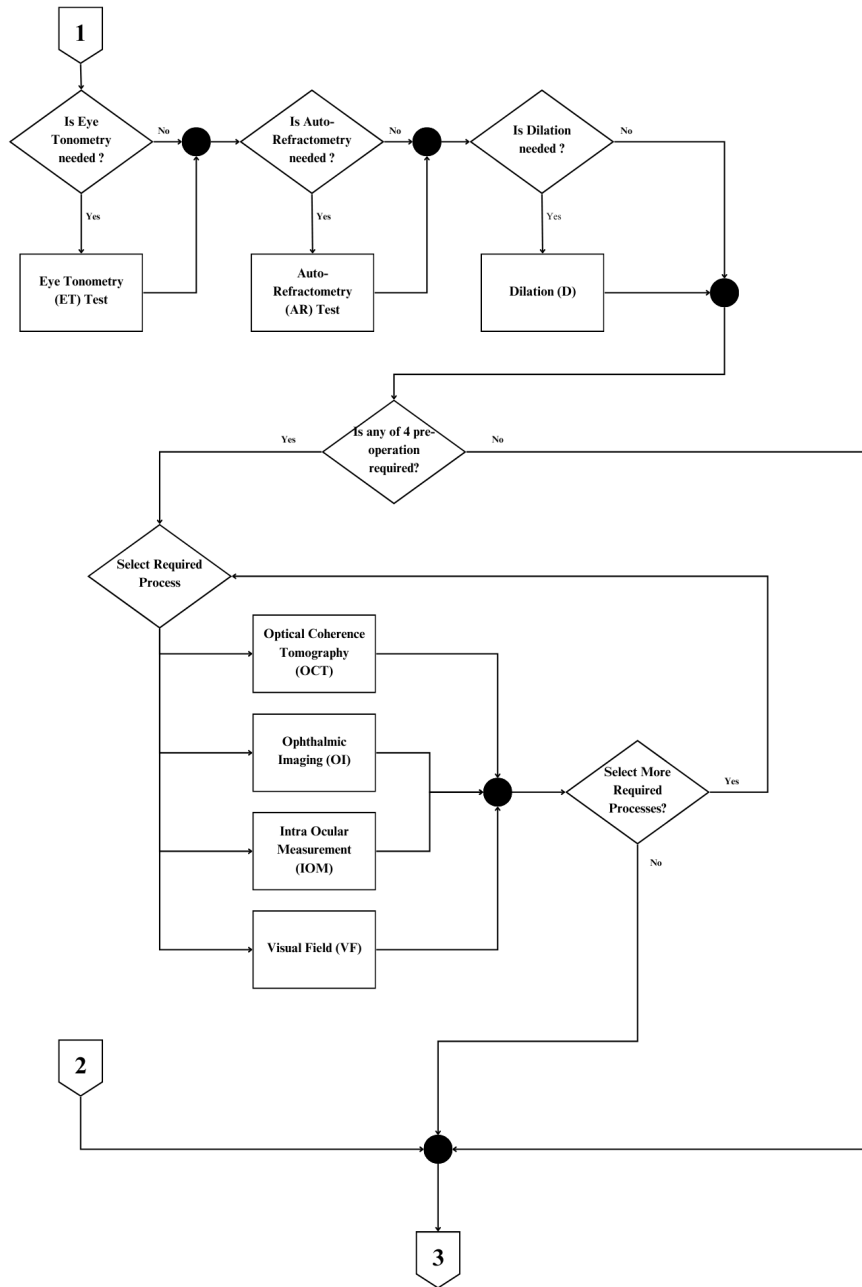 1
Is Eye
Tonometry
needed ?
No
Is Auto-
Refractometry
needed ?
No
Is Dilation
needed ?
No
Yes
Yes
Yes
Eye Tonometry
(ET) Test
Auto-
Refractometry
(AR) Test
Dilation (D)
Yes
Is any of 4 pre-
operation
required?
No
Select Required
Process
Optical Coherence
Tomography
(OCT)
Ophthalmic
Imaging (OI)
Select More
Required
Processes?
Yes
Intra Ocular
Measurement
(IOM)
No
Visual Field (VF)
2
3